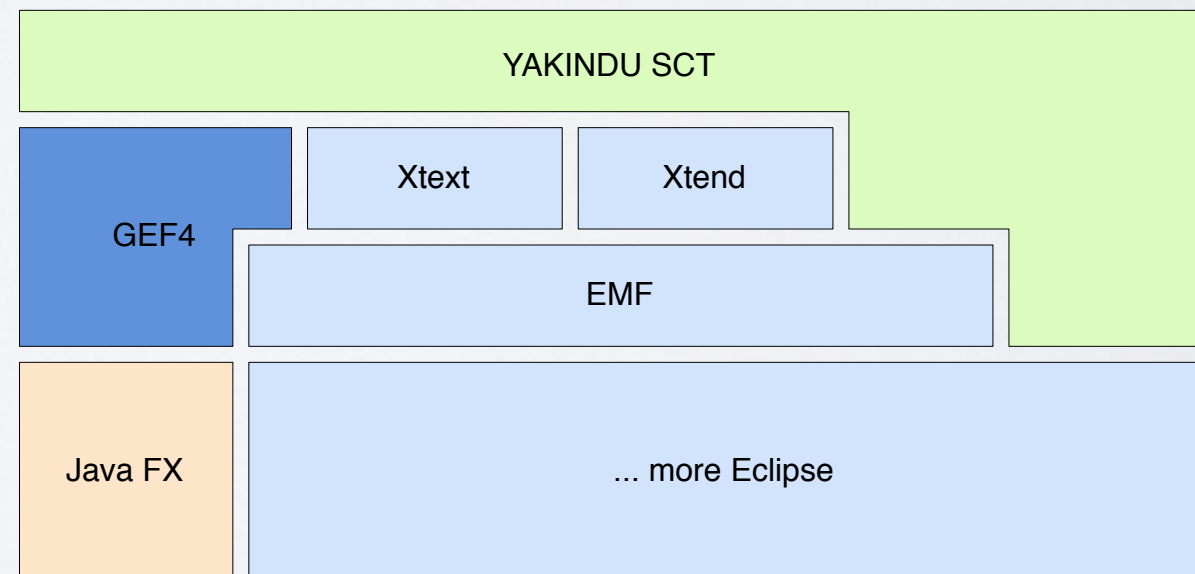 YAKINDU SCT
Xtext
Xtend
GEF4
EMF
Java FX
... more Eclipse